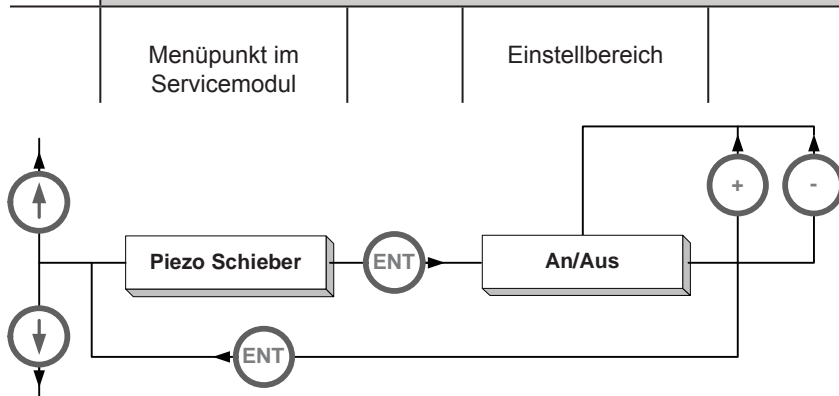 Menüpunkt im
Servicemodul
Einstellbereich
+
-
Piezo Schieber
ENT
An/Aus
ENT